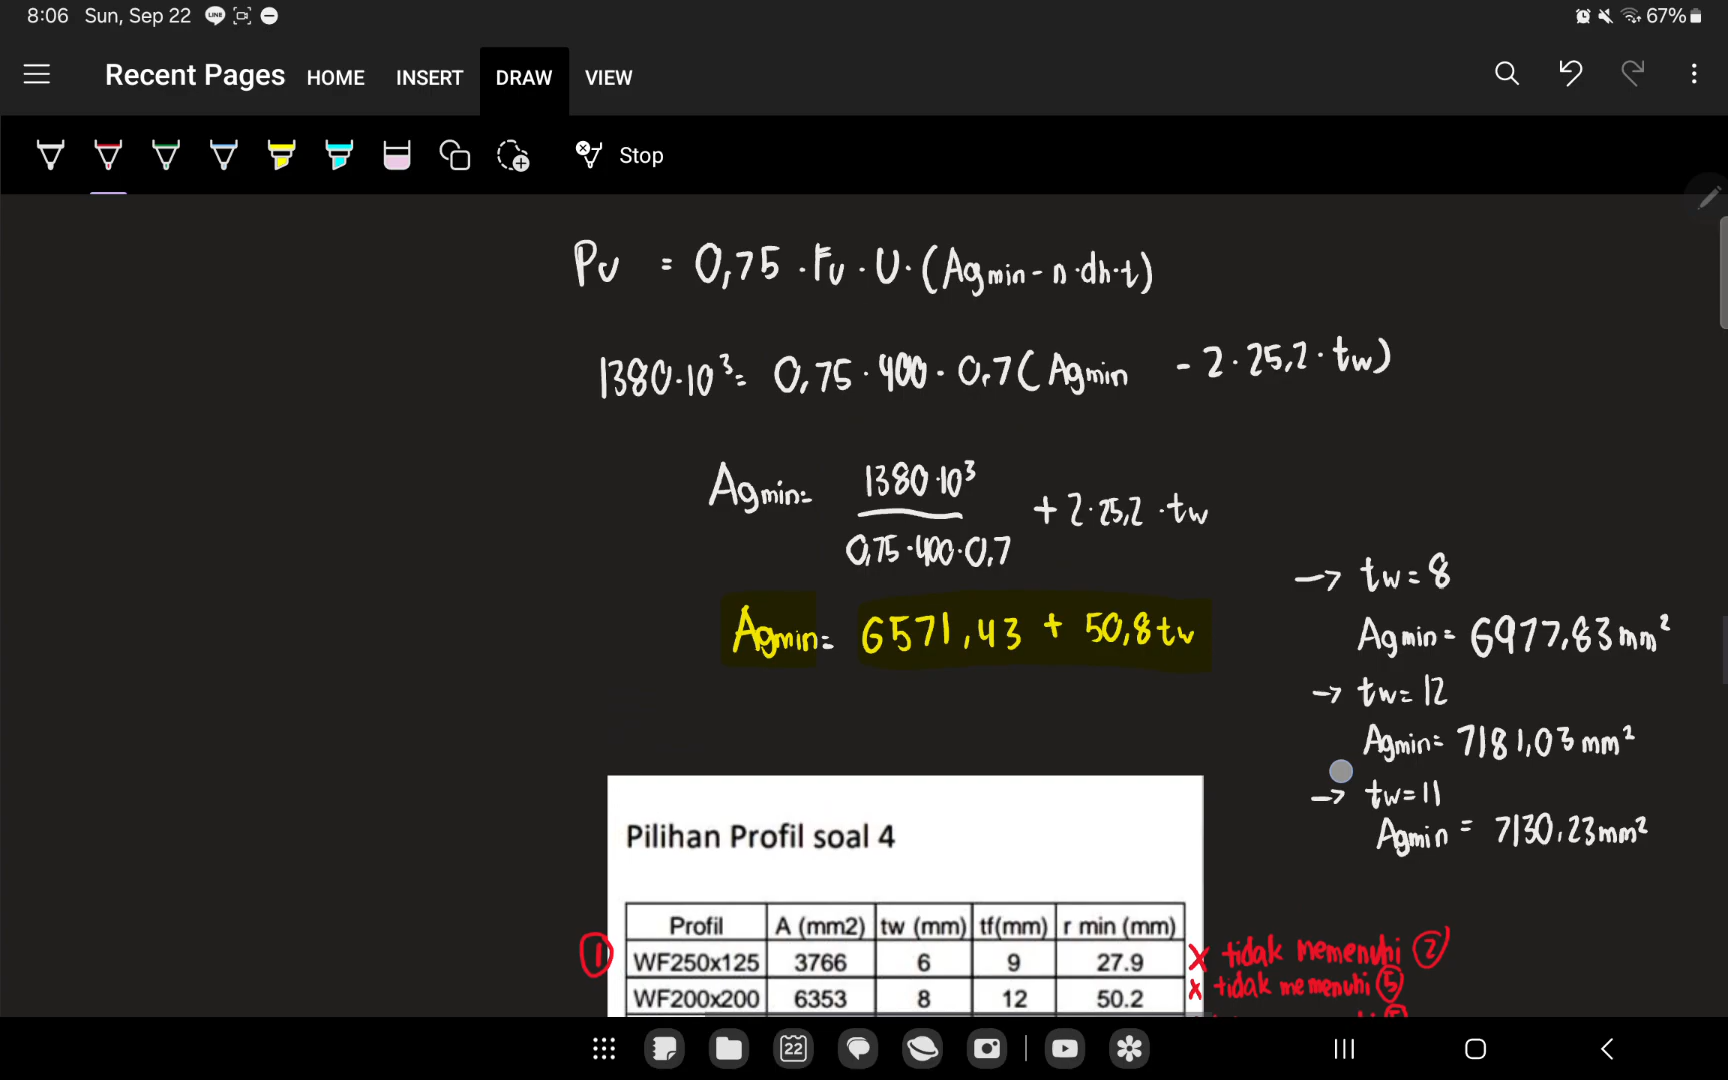 8:06 Sun, Sep 22
67%
Recent Pages HOME INSERT DRAW VIEW
Stop
Pu = 0,75 · Fu · U · (Agmin - n · dh · t)
1380·10³ = 0,75 · 400 · 0,7 (Agmin - 2 · 25,2 · tw)
Agmin = 1380·10³ / 0,75 · 400 · 0,7 + 2 · 25,2 · tw
Agmin = 6571,43 + 50,8 tw
→ tw = 8
Agmin = 6977,83 mm²
→ tw = 12
Agmin = 7181,03 mm²
→ tw = 11
Agmin = 7130,23 mm²
Pilihan Profil soal 4
Profil A (mm2) tw (mm) tf(mm) r min (mm)
① WF250x125 3766 6 9 27.9 X tidak memenuhi ②
WF200x200 6353 8 12 50.2 x tidak memenuhi ⑤
22